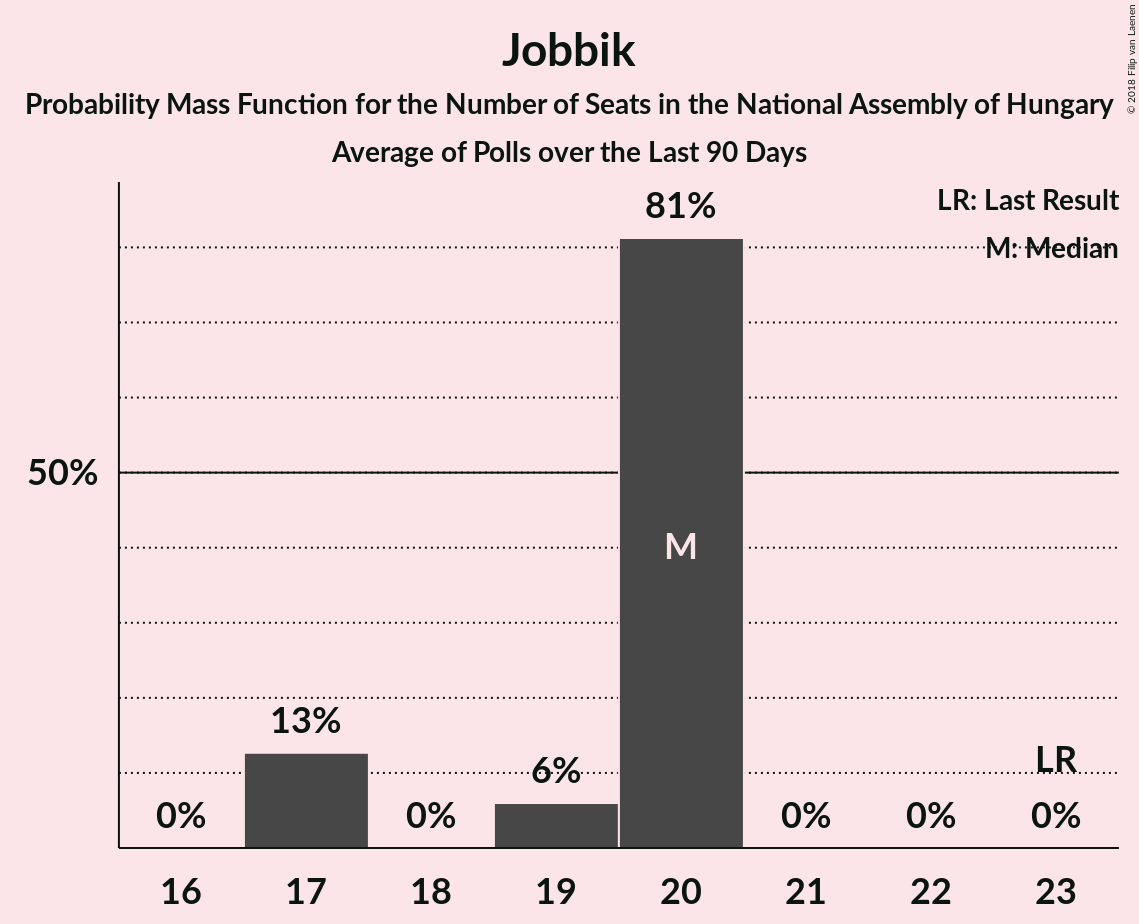 Jobbik
Probability Mass Function for the Number of Seats in the National Assembly of Hungary
Average of Polls over the Last 90 Days
© 2018 Filip van Laenen
LR: Last Result
M: Median
81%
50%
M
13%
6%
LR
0%
0%
0%
0%
0%
16
17
18
19
20
21
22
23